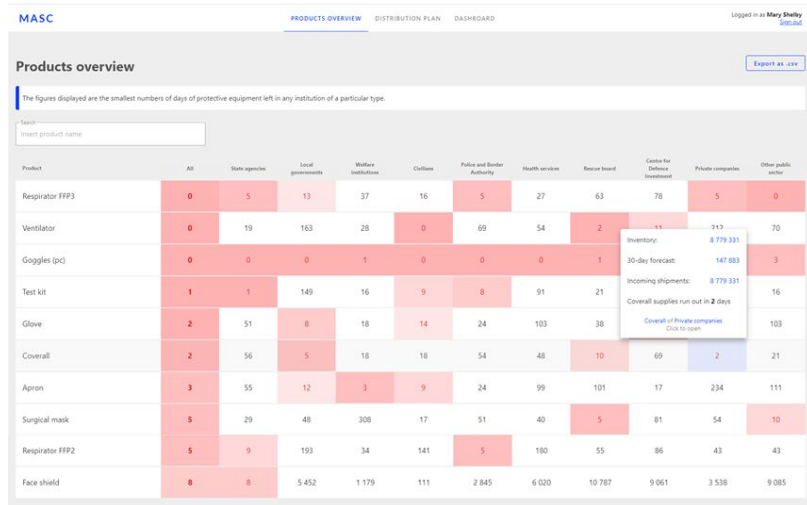 MASC
PRODUCTS OVERVIEW DISTRIBUTION PLAN DASHBOARD
Logged in as Mary Shelby
Sign out
Products overview
Export as .csv
The figures displayed are the smallest numbers of days of protective equipment left in any institution of a particular type.
Search
Insert product name
Product All State agencies Local governments Welfare institutions Civilians Police and Border Authority Health services Rescue board Centre for Defence Investment Private companies Other public sector
Respirator FFP3 0 5 13 37 16 5 27 63 78 5 0
Ventilator 0 19 163 28 0 69 54 2 11 212 70
Goggles (pc) 0 0 0 1 0 0 0 1 3
Test kit 1 1 149 16 9 8 91 21 16
Glove 2 51 8 18 14 24 103 38 103
Inventory: 8 779 331
30-day forecast: 147 883
Incoming shipments: 8 779 331
Coverall supplies run out in 2 days
Coverall of Private companies
Click to open
Coverall 2 56 5 18 18 54 48 10 69 2 21
Apron 3 55 12 3 9 24 99 101 17 234 111
Surgical mask 5 29 48 308 17 51 40 5 81 54 10
Respirator FFP2 5 9 193 34 141 5 180 55 86 43 43
Face shield 8 8 5 452 1 179 111 2 845 6 020 10 787 9 061 3 538 9 085